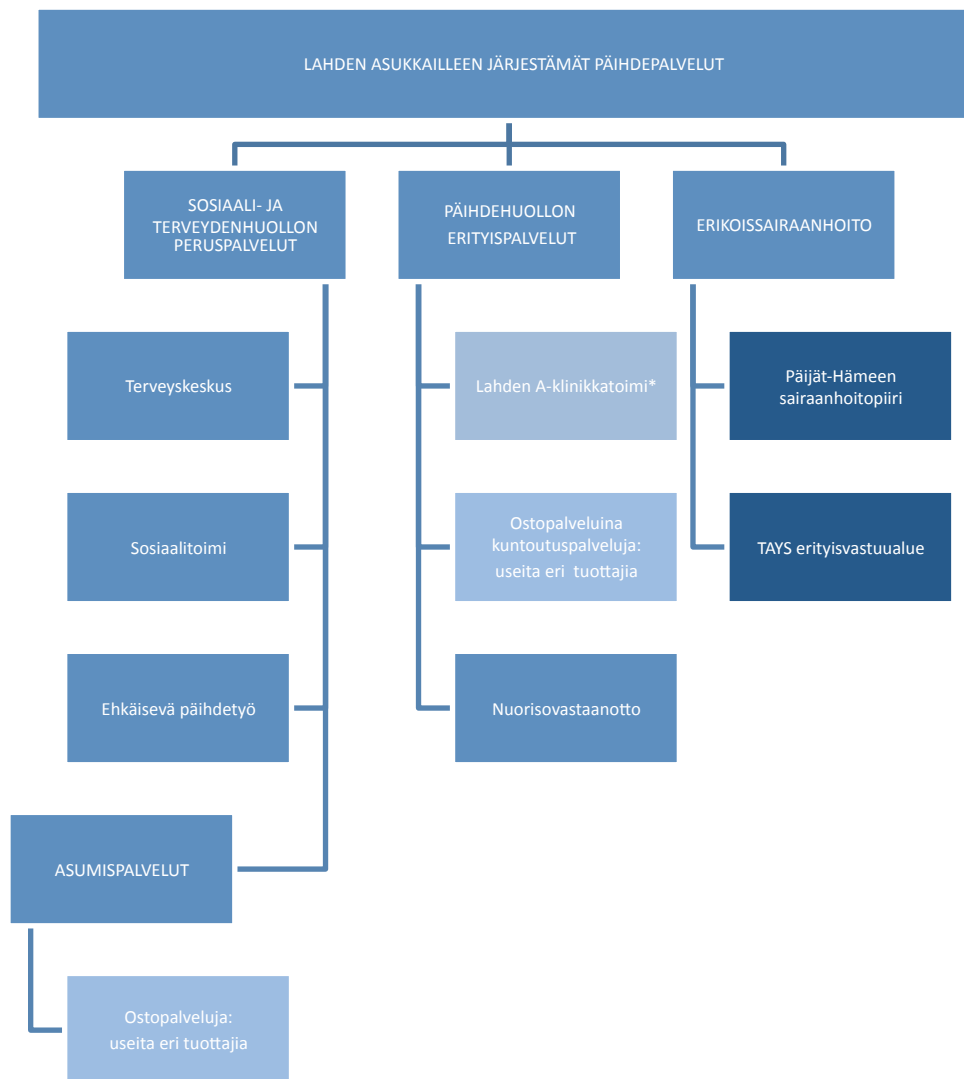 LAHDEN ASUKKAILLEEN JÄRJESTÄMÄT PÄIHDEPALVELUT
SOSIAALI- JA
TERVEYDENHUOLLON
PERUSPALVELUT
PÄIHDEHUOLLON
ERITYISPALVELUT
ERIKOISSAIRAANHOITO
Terveyskeskus
Lahden A-klinikkatoimi*
Päijät-Hämeen
sairaanhoitopiiri
Sosiaalitoimi
Ostopalveluina
kuntoutuspalveluja:
useita eri tuottajia
TAYS erityisvastuualue
Ehkäisevä päihdetyö
Nuorisovastaanotto
ASUMISPALVELUT
Ostopalveluja:
useita eri tuottajia